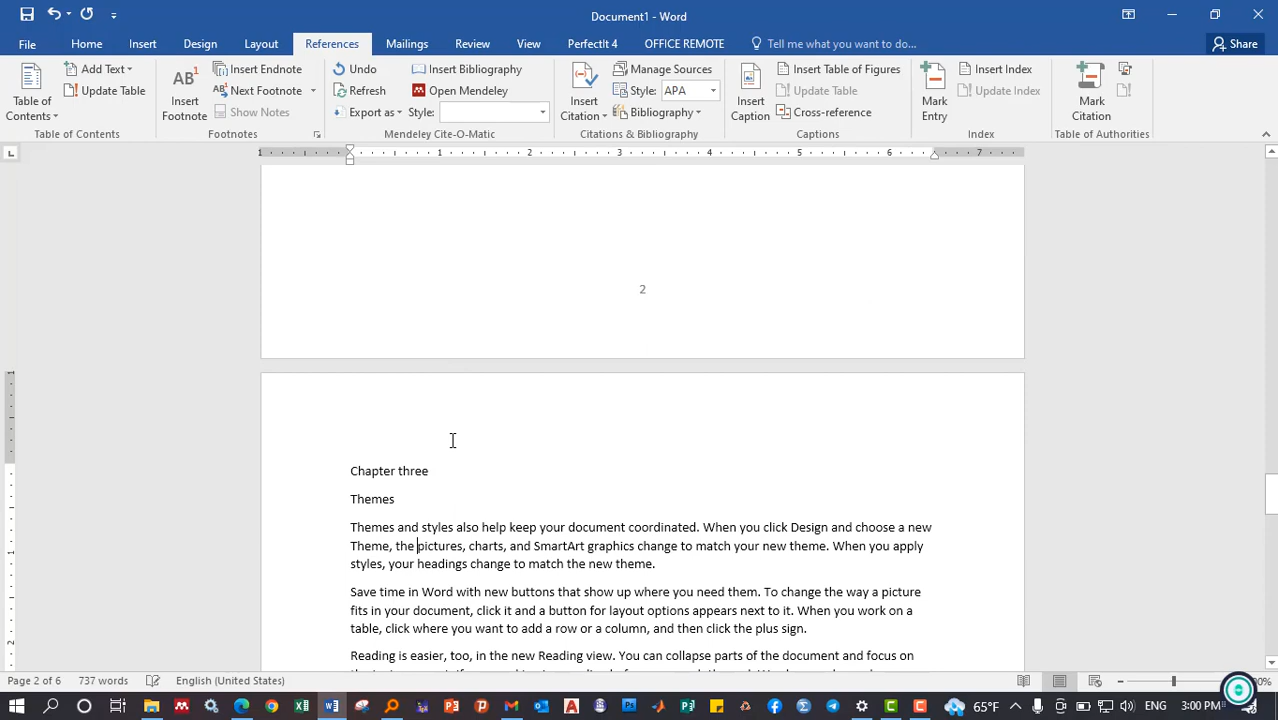 Document1 - Word
File Home Insert Design Layout References Mailings Review View PerfectIt 4 OFFICE REMOTE Tell me what you want to do... Share
Table of Contents
Add Text
Update Table
Table of Contents
AB1
Insert Footnote
Insert Endnote
Next Footnote
Show Notes
Footnotes
Undo
Refresh
Export as
Insert Bibliography
Open Mendeley
Style:
Mendeley Cite-O-Matic
Insert Citation
Manage Sources
Style: APA
Bibliography
Citations & Bibliography
Insert Caption
Insert Table of Figures
Update Table
Cross-reference
Captions
Mark Entry
Insert Index
Update Index
Index
Mark Citation
Table of Authorities
1 1 2 3 4 5 6 7
2
Chapter three
Themes
Themes and styles also help keep your document coordinated. When you click Design and choose a new
Theme, the pictures, charts, and SmartArt graphics change to match your new theme. When you apply
styles, your headings change to match the new theme.
Save time in Word with new buttons that show up where you need them. To change the way a picture
fits in your document, click it and a button for layout options appears next to it. When you work on a
table, click where you want to add a row or a column, and then click the plus sign.
Reading is easier, too, in the new Reading view. You can collapse parts of the document and focus on
Page 2 of 6 737 words English (United States)
65°F ENG 3:00 PM